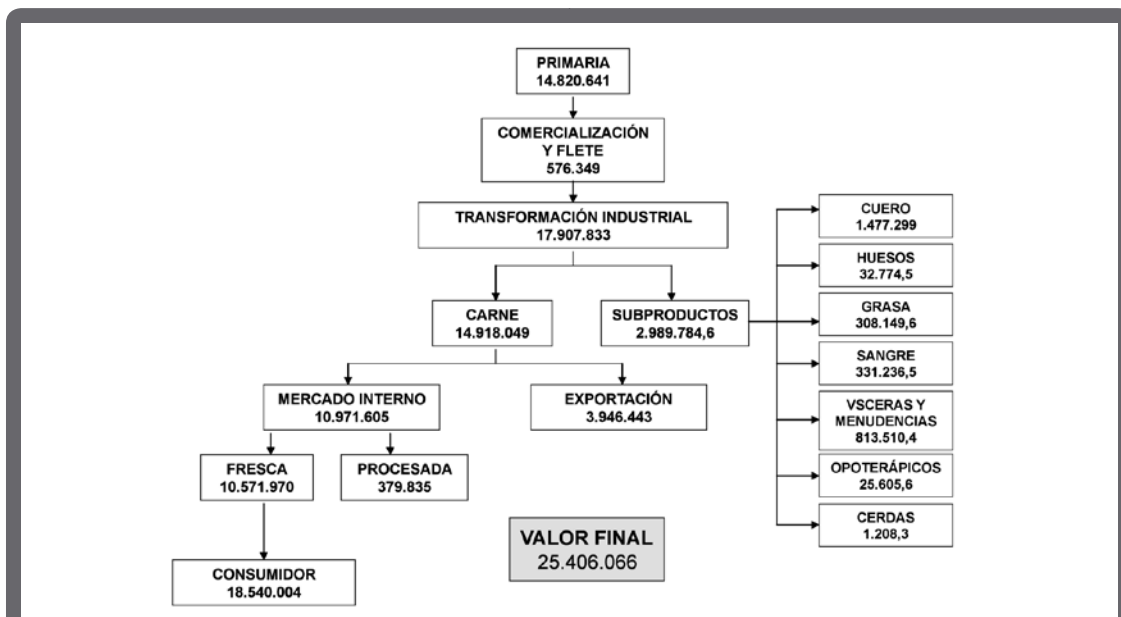 PRIMARIA
14.820.641
COMERCIALIZACIÓN
Y FLETE
576.349
TRANSFORMACIÓN INDUSTRIAL
17.907.833
CARNE
14.918.049
SUBPRODUCTOS
2.989.784,6
CUERO
1.477.299
HUESOS
32.774,5
GRASA
308.149,6
SANGRE
331.236,5
VSCERAS Y
MENUDENCIAS
813.510,4
OPOTERÁPICOS
25.605,6
CERDAS
1.208,3
MERCADO INTERNO
10.971.605
EXPORTACIÓN
3.946.443
FRESCA
10.571.970
PROCESADA
379.835
CONSUMIDOR
18.540.004
VALOR FINAL
25.406.066